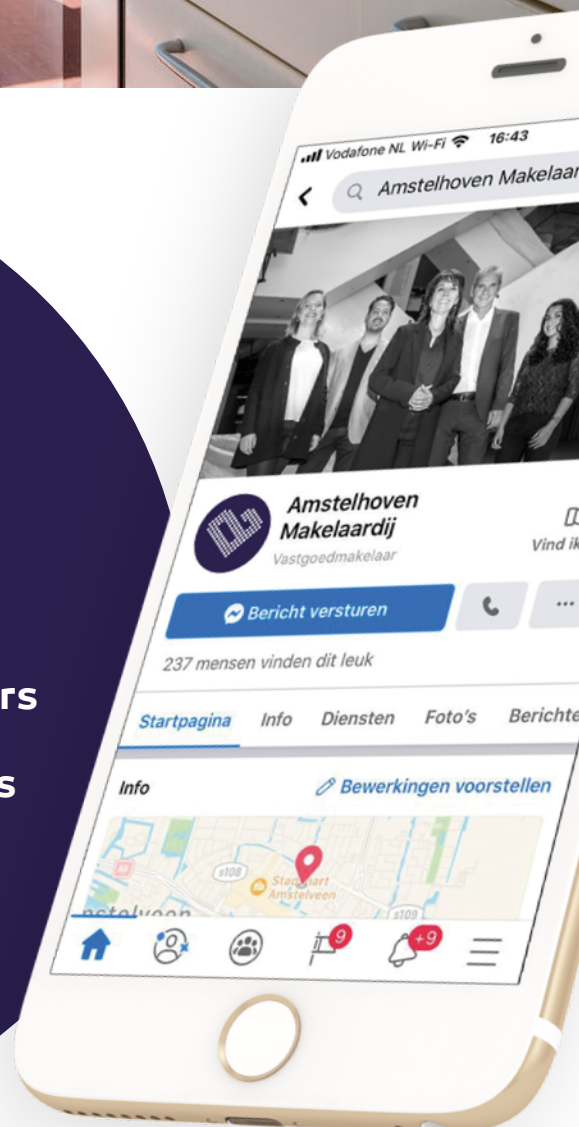 Vodafone NL Wi-Fi 16:43
Amstelhoven Makelaar
Amstelhoven
Makelaardij
Vastgoedmakelaar
Vind ik
Bericht versturen
237 mensen vinden dit leuk
rs
s
Startpagina Info Diensten Foto's Berichte
Info Bewerkingen voorstellen
s108
Stadshart
Amstelveen
s109
9
+9